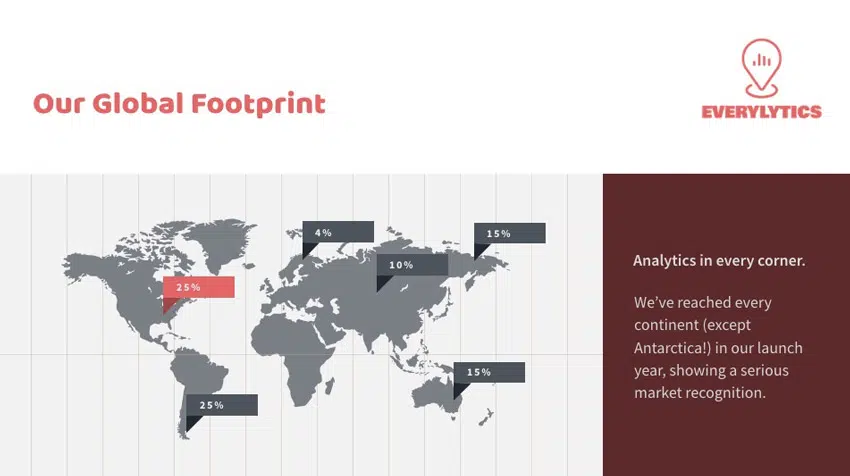 Our Global Footprint
EVERYLYTICS
4%
15%
10%
25%
15%
25%
Analytics in every corner.
We’ve reached every
continent (except
Antarctica!) in our launch
year, showing a serious
market recognition.